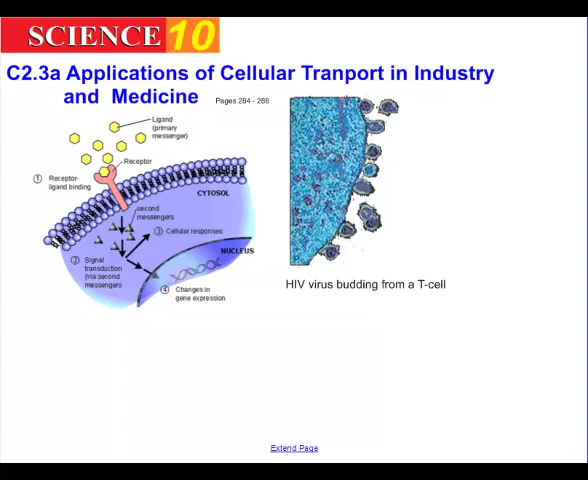 SCIENCE 10
C2.3a Applications of Cellular Tranport in Industry
and Medicine
Pages 284 - 288
Ligand
(primary
messenger)
Receptor
1 Receptor-
ligand binding
CYTOSOL
second
messengers
3 Cellular responses
NUCLEUS
2 Signal
transduction
(via second
messengers
4 Changes in
gene expression
HIV virus budding from a T-cell
Extend Page